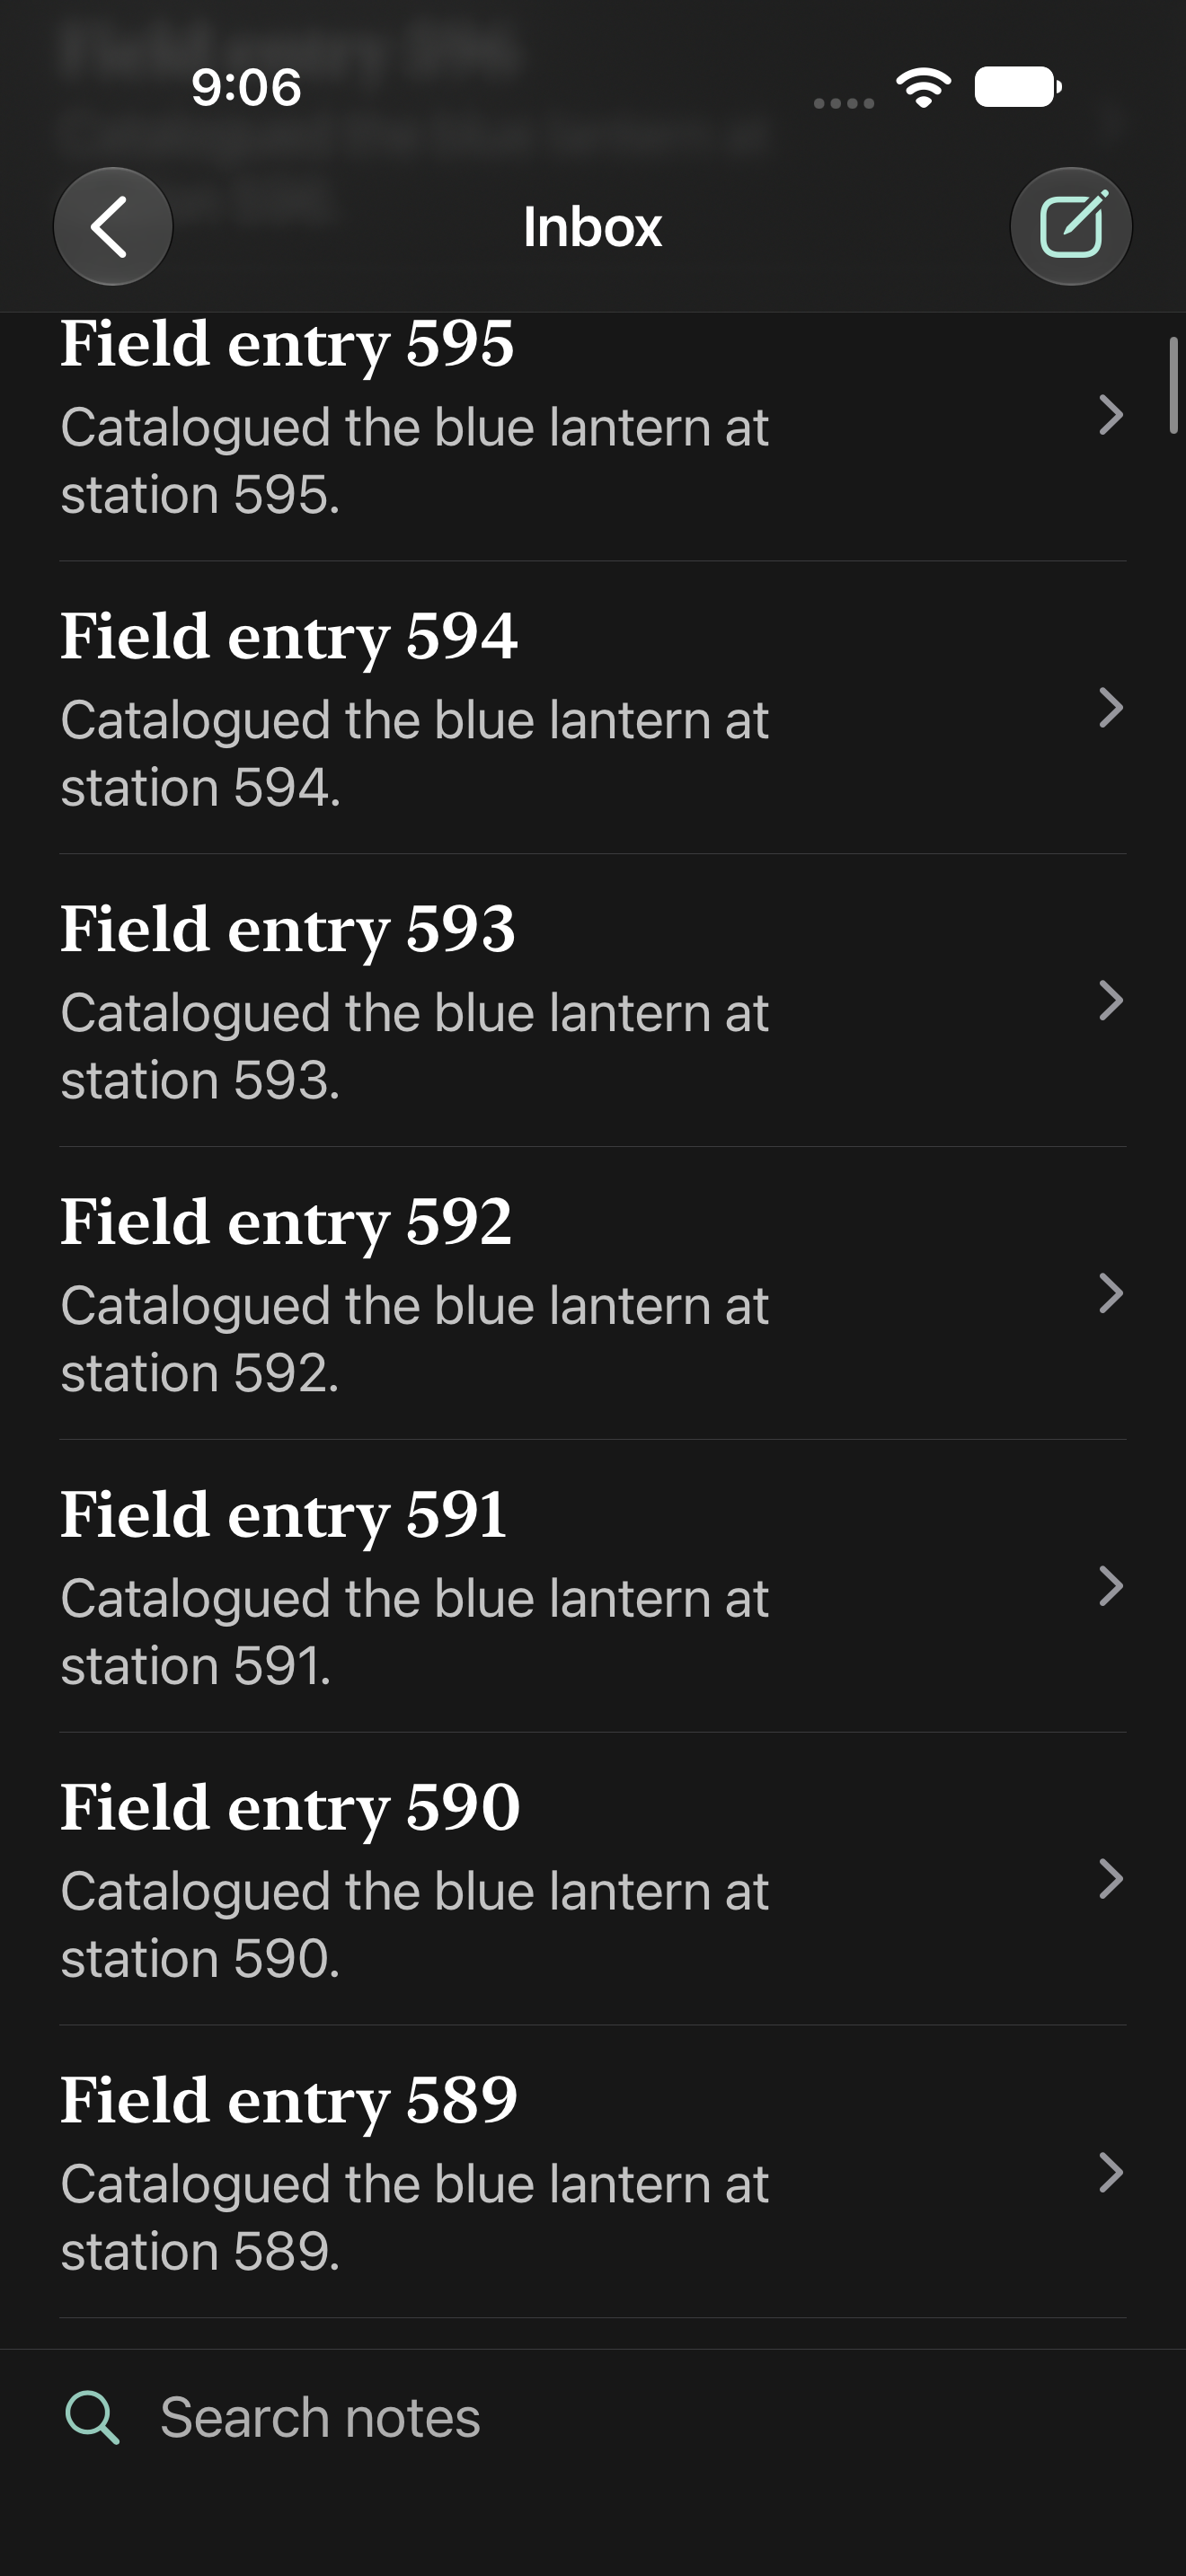 9:06
Inbox
Field entry 595
Catalogued the blue lantern at
station 595.
Field entry 594
Catalogued the blue lantern at
station 594.
Field entry 593
Catalogued the blue lantern at
station 593.
Field entry 592
Catalogued the blue lantern at
station 592.
Field entry 591
Catalogued the blue lantern at
station 591.
Field entry 590
Catalogued the blue lantern at
station 590.
Field entry 589
Catalogued the blue lantern at
station 589.
Search notes